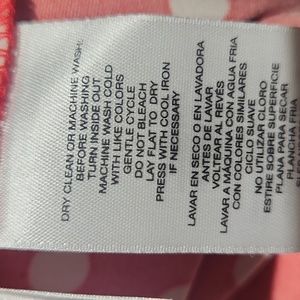 DRY CLEAN OR MACHINE WASH:
BEFORE WASHING
TURN INSIDE OUT
MACHINE WASH COLD
WITH LIKE COLORS
GENTLE CYCLE
DO NOT BLEACH
LAY FLAT TO DRY
PRESS WITH COOL IRON
IF NECESSARY
LAVAR EN SECO O EN LAVADORA
ANTES DE LAVAR
VOLTEAR AL REVÉS
LAVAR A MÁQUINA CON AGUA FRIA
CON COLORES SIMILARES
CICLO SUAVE
NO UTILIZAR CLORO
ESTIRE SOBRE SUPERFICIE
PLANA PARA SECAR
PLANCHA FRIA